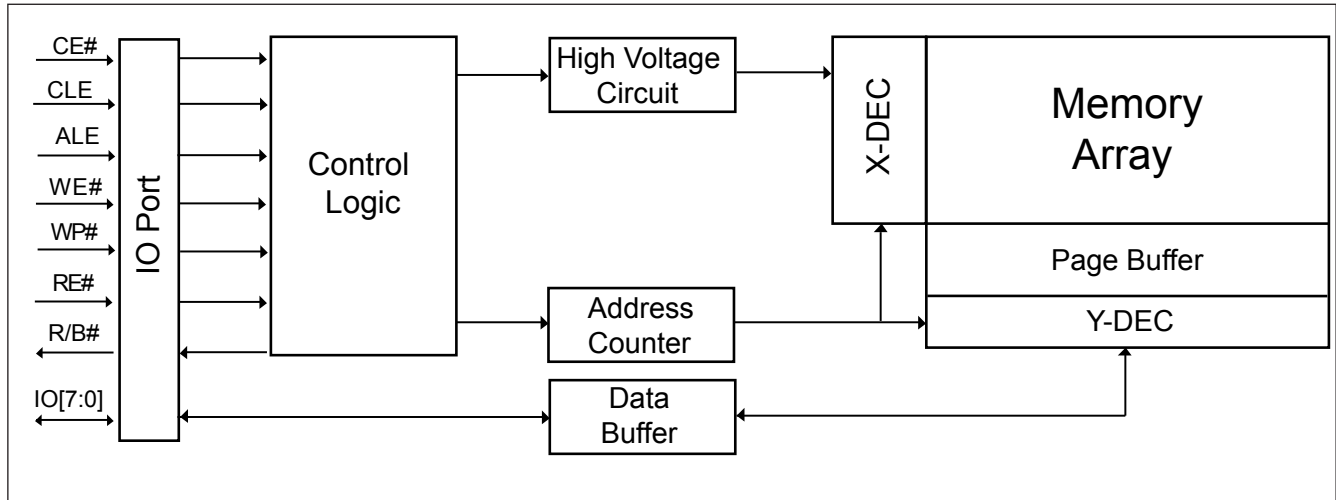 CE#
CLE
ALE
WE#
WP#
RE#
R/B#
IO[7:0]
IO Port
Control
Logic
High Voltage
Circuit
Address
Counter
Data
Buffer
X-DEC
Memory
Array
Page Buffer
Y-DEC